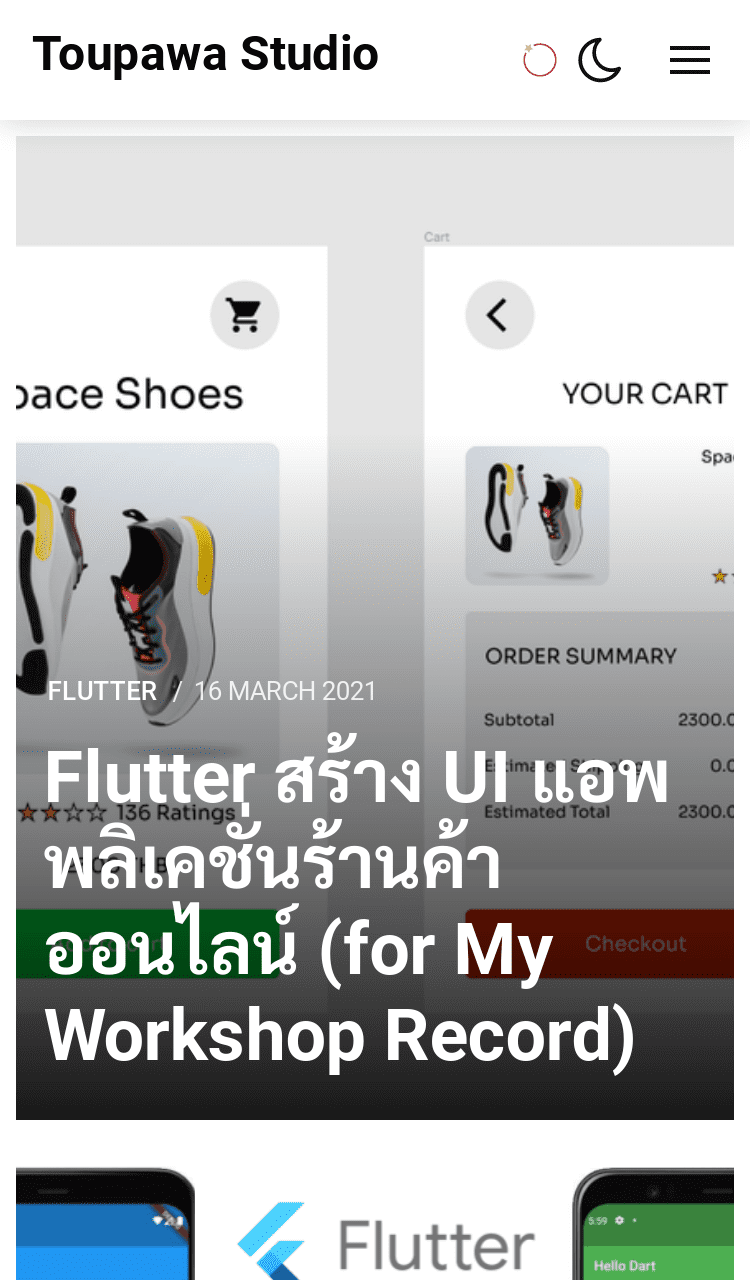 Toupawa Studio
Cart
pace Shoes
YOUR CART
FLUTTER / 16 MARCH 2021
ORDER SUMMARY
Subtotal 2300.0
Estimated Shipping 0.0
Estimated Total 2300.0
136 Ratings
Flutter สร้าง UI แอพ
พลิเคชั่นร้านค้า
ออนไลน์ (for My
Workshop Record)
Checkout
Flutter
5:59
Hello Dart